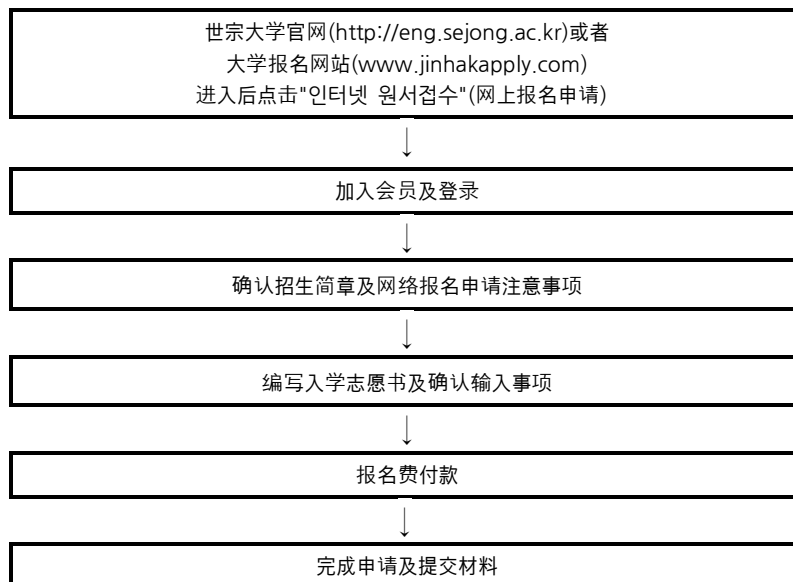 世宗大学官网(http://eng.sejong.ac.kr)或者
大学报名网站(www.jinhakapply.com)
进入后点击"인터넷 원서접수"(网上报名申请)
↓
加入会员及登录
↓
确认招生简章及网络报名申请注意事项
↓
编写入学志愿书及确认输入事项
↓
报名费付款
↓
完成申请及提交材料